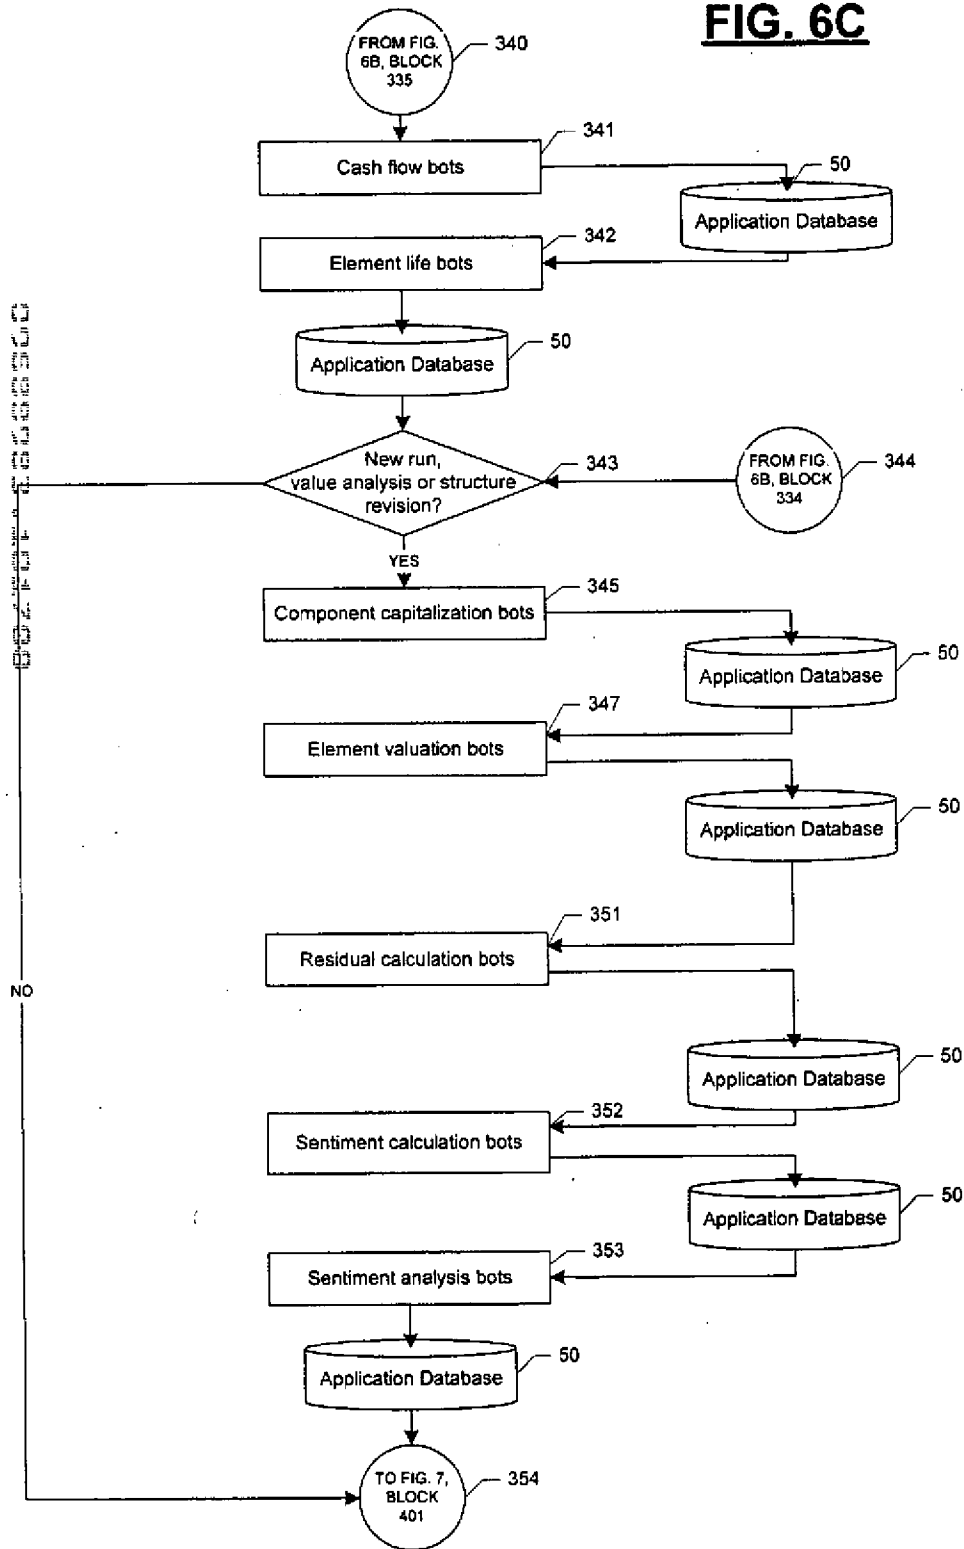 FIG. 6C
FROM FIG.
6B, BLOCK
335
340
341
Cash flow bots
50
Application Database
342
Element life bots
50
Application Database
New run,
value analysis or structure
revision?
343
FROM FIG.
6B, BLOCK
334
344
YES
345
Component capitalization bots
50
Application Database
347
Element valuation bots
50
Application Database
351
Residual calculation bots
NO
50
Application Database
352
Sentiment calculation bots
50
Application Database
353
Sentiment analysis bots
50
Application Database
TO FIG. 7,
BLOCK
401
354